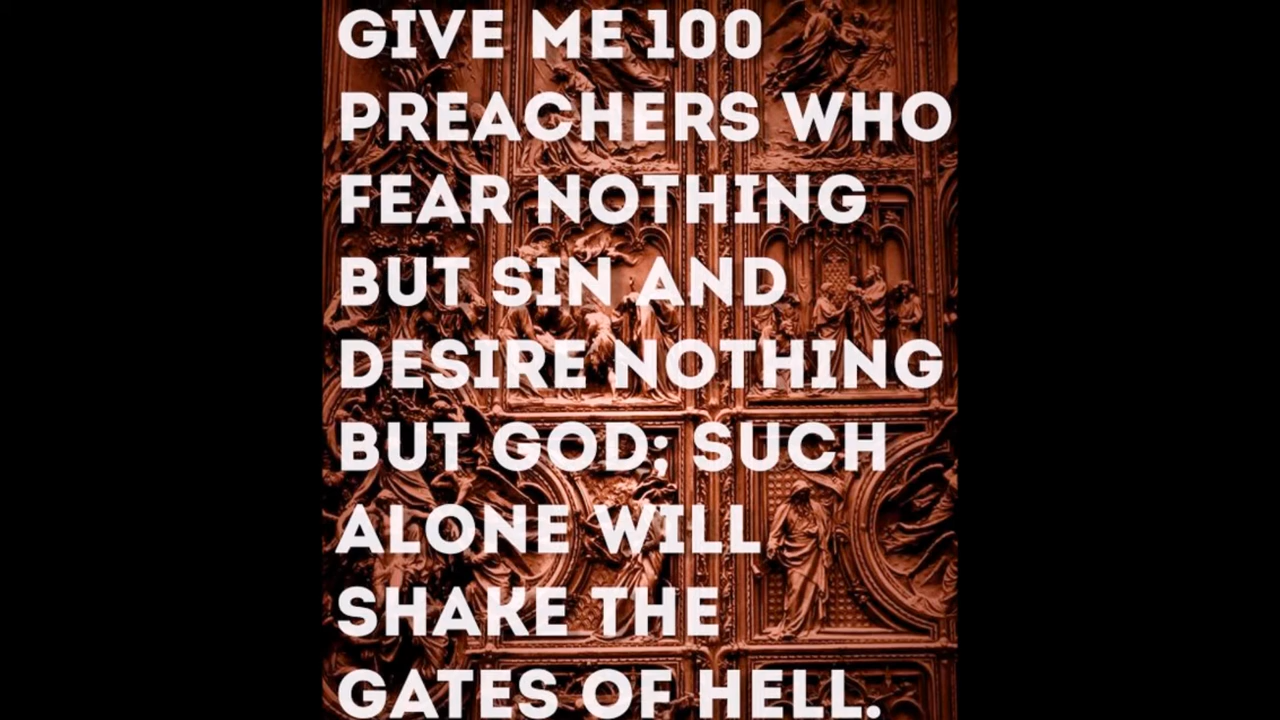 GIVE ME 100
PREACHERS WHO
FEAR NOTHING
BUT SIN AND
DESIRE NOTHING
BUT GOD; SUCH
ALONE WILL
SHAKE THE
GATES OF HELL.